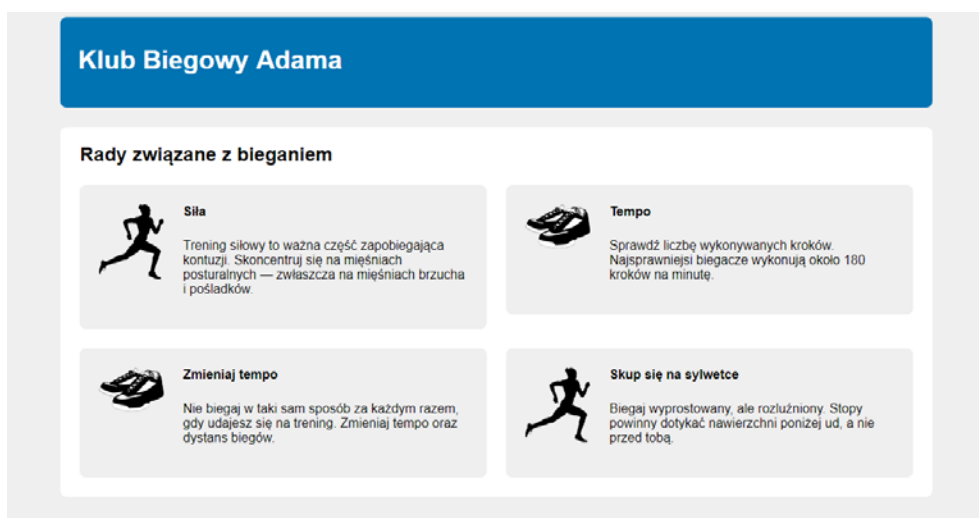 Klub Biegowy Adama
Rady związane z bieganiem
Siła
Trening siłowy to ważna część zapobiegająca
kontuzji. Skoncentruj się na mięśniach
posturalnych — zwłaszcza na mięśniach brzucha
i pośladków.
Tempo
Sprawdź liczbę wykonywanych kroków.
Najsprawniejsi biegacze wykonują około 180
kroków na minutę.
Zmieniaj tempo
Nie biegaj w taki sam sposób za każdym razem,
gdy udajesz się na trening. Zmieniaj tempo oraz
dystans biegów.
Skup się na sylwetce
Biegaj wyprostowany, ale rozluźniony. Stopy
powinny dotykać nawierzchni poniżej ud, a nie
przed tobą.